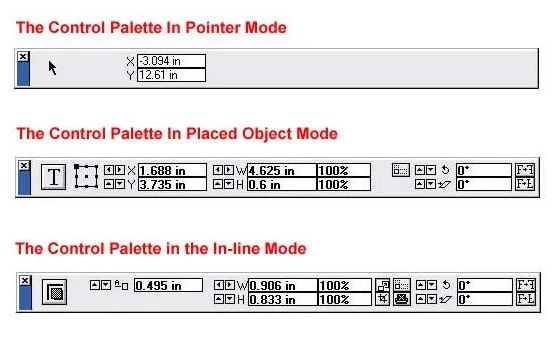 The Control Palette In Pointer Mode
X -3.094 in
Y 12.61 in
The Control Palette In Placed Object Mode
T X 1.688 in W 4.625 in 100% 0°
Y 3.735 in H 0.6 in 100% 0°
The Control Palette in the In-line Mode
0.495 in W 0.906 in 100% 0°
H 0.833 in 100% 0°